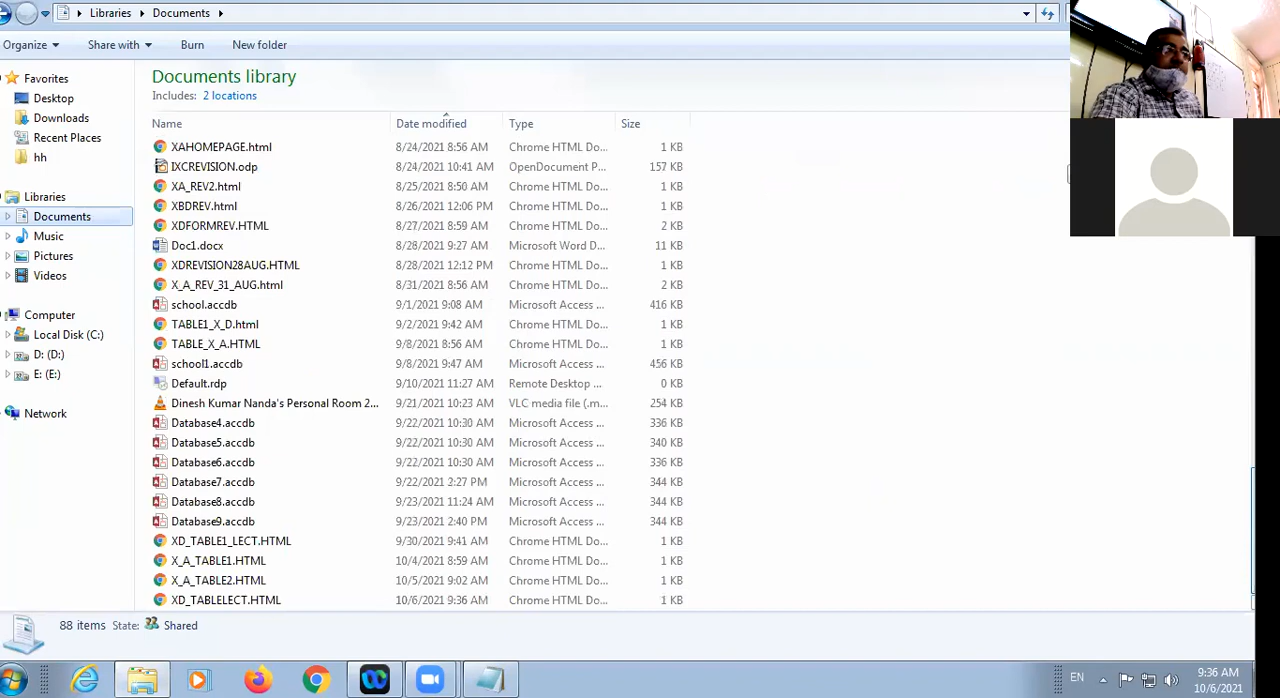 Libraries Documents
Organize Share with Burn New folder
Favorites
Desktop
Downloads
Recent Places
hh
Libraries
Documents
Music
Pictures
Videos
Computer
Local Disk (C:)
D: (D:)
E: (E:)
Network
Documents library
Includes: 2 locations
Name Date modified Type Size
XAHOMEPAGE.html 8/24/2021 8:56 AM Chrome HTML Do... 1 KB
IXCREVISION.odp 8/24/2021 10:41 AM OpenDocument P... 157 KB
XA_REV2.html 8/25/2021 8:50 AM Chrome HTML Do... 1 KB
XBDREV.html 8/26/2021 12:06 PM Chrome HTML Do... 1 KB
XDFORMREV.HTML 8/27/2021 8:59 AM Chrome HTML Do... 2 KB
Doc1.docx 8/28/2021 9:27 AM Microsoft Word D... 11 KB
XDREVISION28AUG.HTML 8/28/2021 12:12 PM Chrome HTML Do... 1 KB
X_A_REV_31_AUG.html 8/31/2021 8:56 AM Chrome HTML Do... 2 KB
school.accdb 9/1/2021 9:08 AM Microsoft Access ... 416 KB
TABLE1_X_D.html 9/2/2021 9:42 AM Chrome HTML Do... 1 KB
TABLE_X_A.HTML 9/8/2021 8:56 AM Chrome HTML Do... 1 KB
school1.accdb 9/8/2021 9:47 AM Microsoft Access ... 456 KB
Default.rdp 9/10/2021 11:27 AM Remote Desktop ... 0 KB
Dinesh Kumar Nanda's Personal Room 2... 9/21/2021 10:23 AM VLC media file (.m... 254 KB
Database4.accdb 9/22/2021 10:30 AM Microsoft Access ... 336 KB
Database5.accdb 9/22/2021 10:30 AM Microsoft Access ... 340 KB
Database6.accdb 9/22/2021 10:30 AM Microsoft Access ... 336 KB
Database7.accdb 9/22/2021 2:27 PM Microsoft Access ... 344 KB
Database8.accdb 9/23/2021 11:24 AM Microsoft Access ... 344 KB
Database9.accdb 9/23/2021 2:40 PM Microsoft Access ... 344 KB
XD_TABLE1_LECT.HTML 9/30/2021 9:41 AM Chrome HTML Do... 1 KB
X_A_TABLE1.HTML 10/4/2021 8:59 AM Chrome HTML Do... 1 KB
X_A_TABLE2.HTML 10/5/2021 9:02 AM Chrome HTML Do... 1 KB
XD_TABLELECT.HTML 10/6/2021 9:36 AM Chrome HTML Do... 1 KB
88 items State: Shared
EN 9:36 AM
10/6/2021